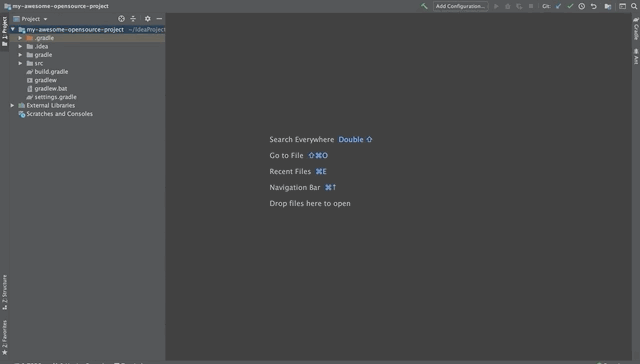 my-awesome-opensource-project
Add Configuration...
Git:
Project
my-awesome-opensource-project ~/IdeaProject
.gradle
.idea
gradle
src
build.gradle
gradlew
gradlew.bat
settings.gradle
External Libraries
Scratches and Consoles
1: Project
Z: Structure
2: Favorites
Search Everywhere Double ⇧
Go to File ⇧⌘O
Recent Files ⌘E
Navigation Bar ⌘↑
Drop files here to open
Gradle
Ant